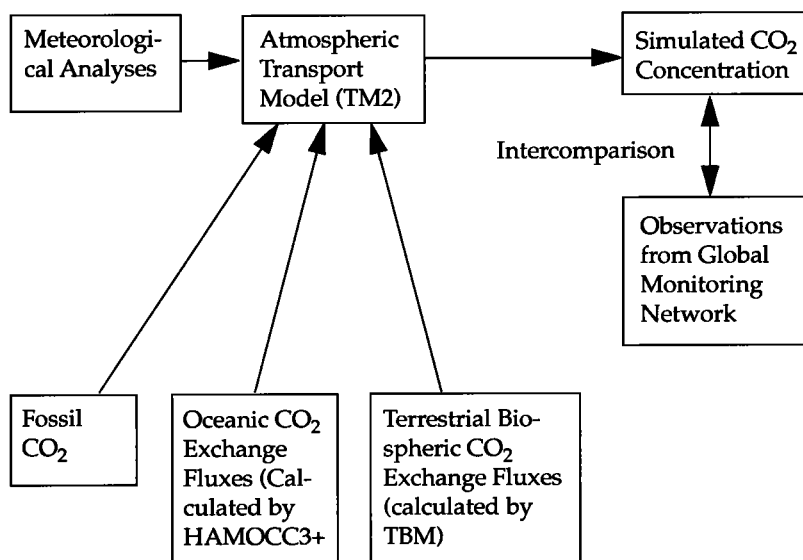 Meteorologi-
cal Analyses
Atmospheric
Transport
Model (TM2)
Simulated CO2
Concentration
Intercomparison
Observations
from Global
Monitoring
Network
Fossil
CO2
Oceanic CO2
Exchange
Fluxes (Cal-
culated by
HAMOCC3+
Terrestrial Bio-
spheric CO2
Exchange Fluxes
(calculated by
TBM)